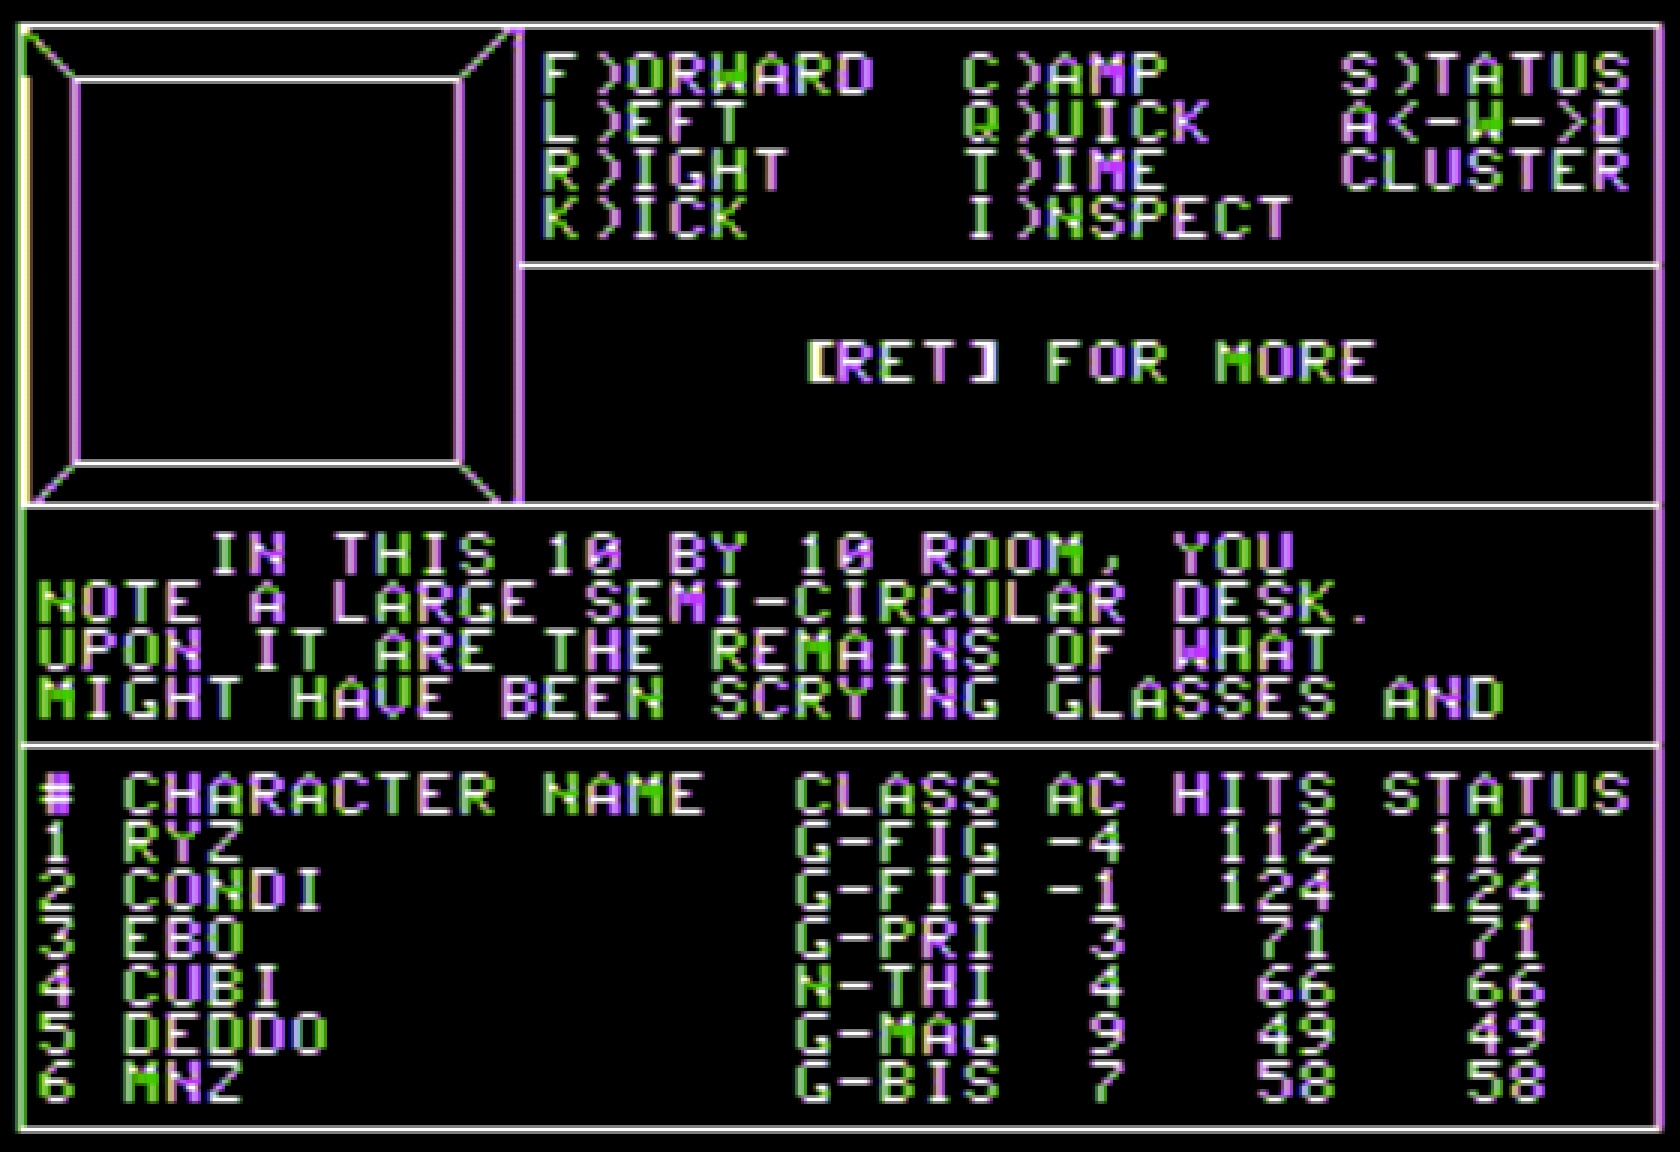 F)ORWARD C)AMP S)TATUS
L)EFT Q)UICK A<-W->D
R)IGHT T)IME CLUSTER
K)ICK I)NSPECT
[RET] FOR MORE
IN THIS 10 BY 10 ROOM, YOU
NOTE A LARGE SEMI-CIRCULAR DESK.
UPON IT ARE THE REMAINS OF WHAT
MIGHT HAVE BEEN SCRYING GLASSES AND
# CHARACTER NAME CLASS AC HITS STATUS
1 RYZ G-FIG -4 112 112
2 CONDI G-FIG -1 124 124
3 EBO G-PRI 3 71 71
4 CUBI N-THI 4 66 66
5 DEDDO G-MAG 9 49 49
6 MNZ G-BIS 7 58 58